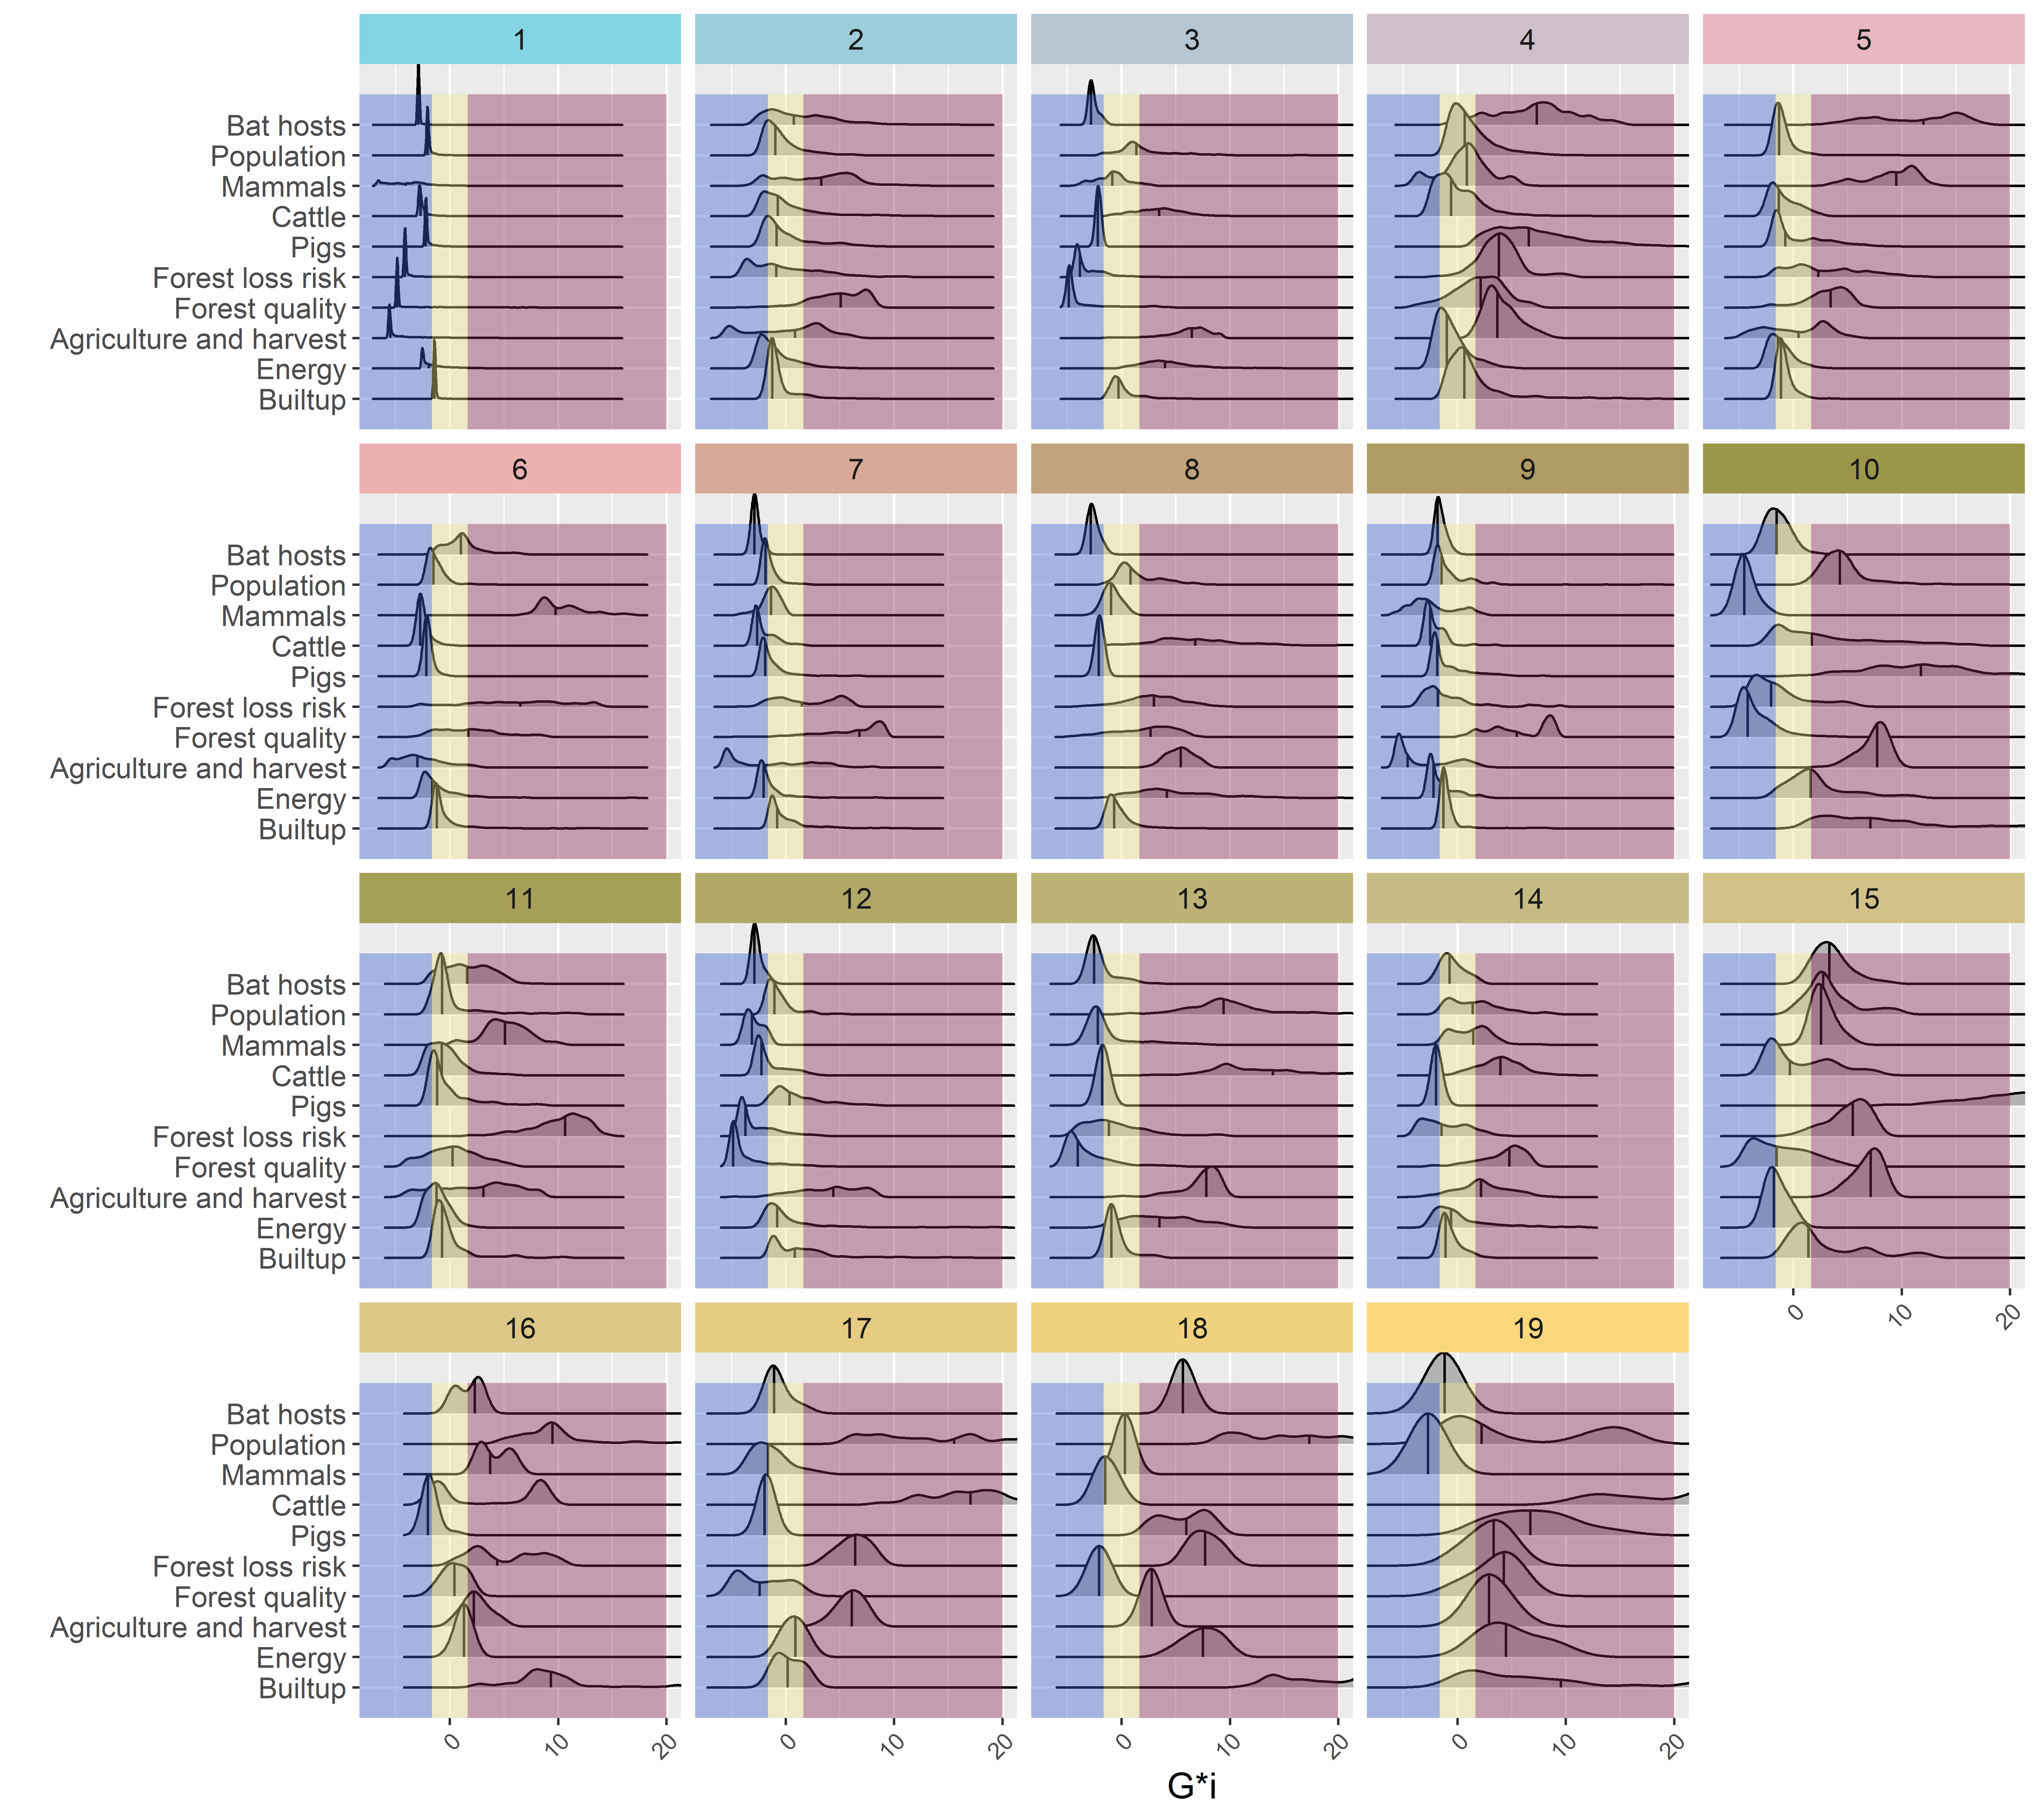 1 2 3 4 5
Bat hosts
Population
Mammals
Cattle
Pigs
Forest loss risk
Forest quality
Agriculture and harvest
Energy
Builtup
6 7 8 9 10
Bat hosts
Population
Mammals
Cattle
Pigs
Forest loss risk
Forest quality
Agriculture and harvest
Energy
Builtup
11 12 13 14 15
Bat hosts
Population
Mammals
Cattle
Pigs
Forest loss risk
Forest quality
Agriculture and harvest
Energy
Builtup
0 10 20
16 17 18 19
Bat hosts
Population
Mammals
Cattle
Pigs
Forest loss risk
Forest quality
Agriculture and harvest
Energy
Builtup
0 10 20 0 10 20 0 10 20 0 10 20
G*i